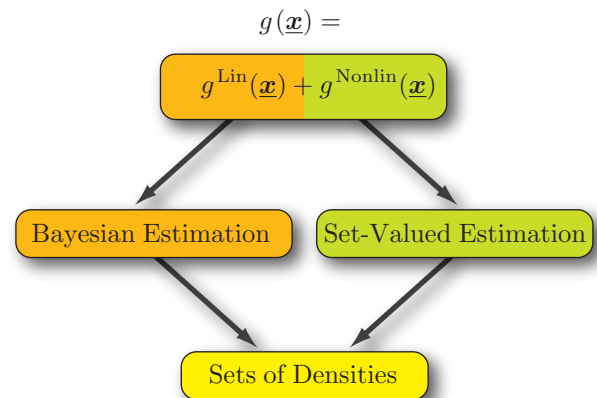 g(x) =
g^Lin(x) + g^Nonlin(x)
Bayesian Estimation
Set-Valued Estimation
Sets of Densities